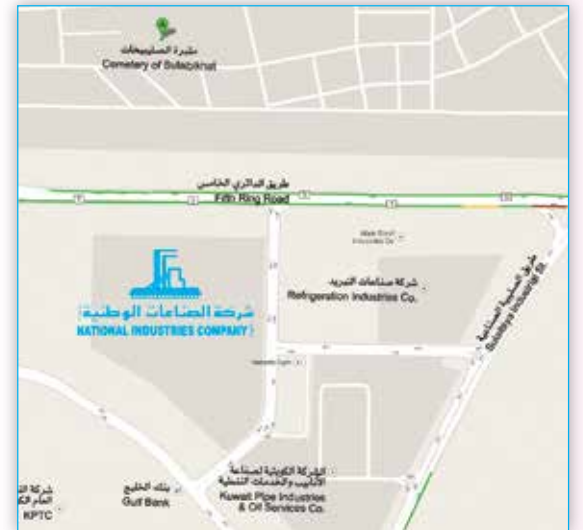 مقبرة الصليبيخات
Cemetery of Sulaibikhat
طريق الدائري الخامس
Fifth Ring Road
شركة الصناعات الوطنية
NATIONAL INDUSTRIES COMPANY
شركة صناعات التبريد
Refrigeration Industries Co.
طريق الصليبية الصناعية
Sulaibiya Industrial St.
الشركة الكويتية لصناعة
الأنابيب والخدمات النفطية
Kuwait Pipe Industries
& Oil Services Co.
بنك الخليج
Gulf Bank
KPTC